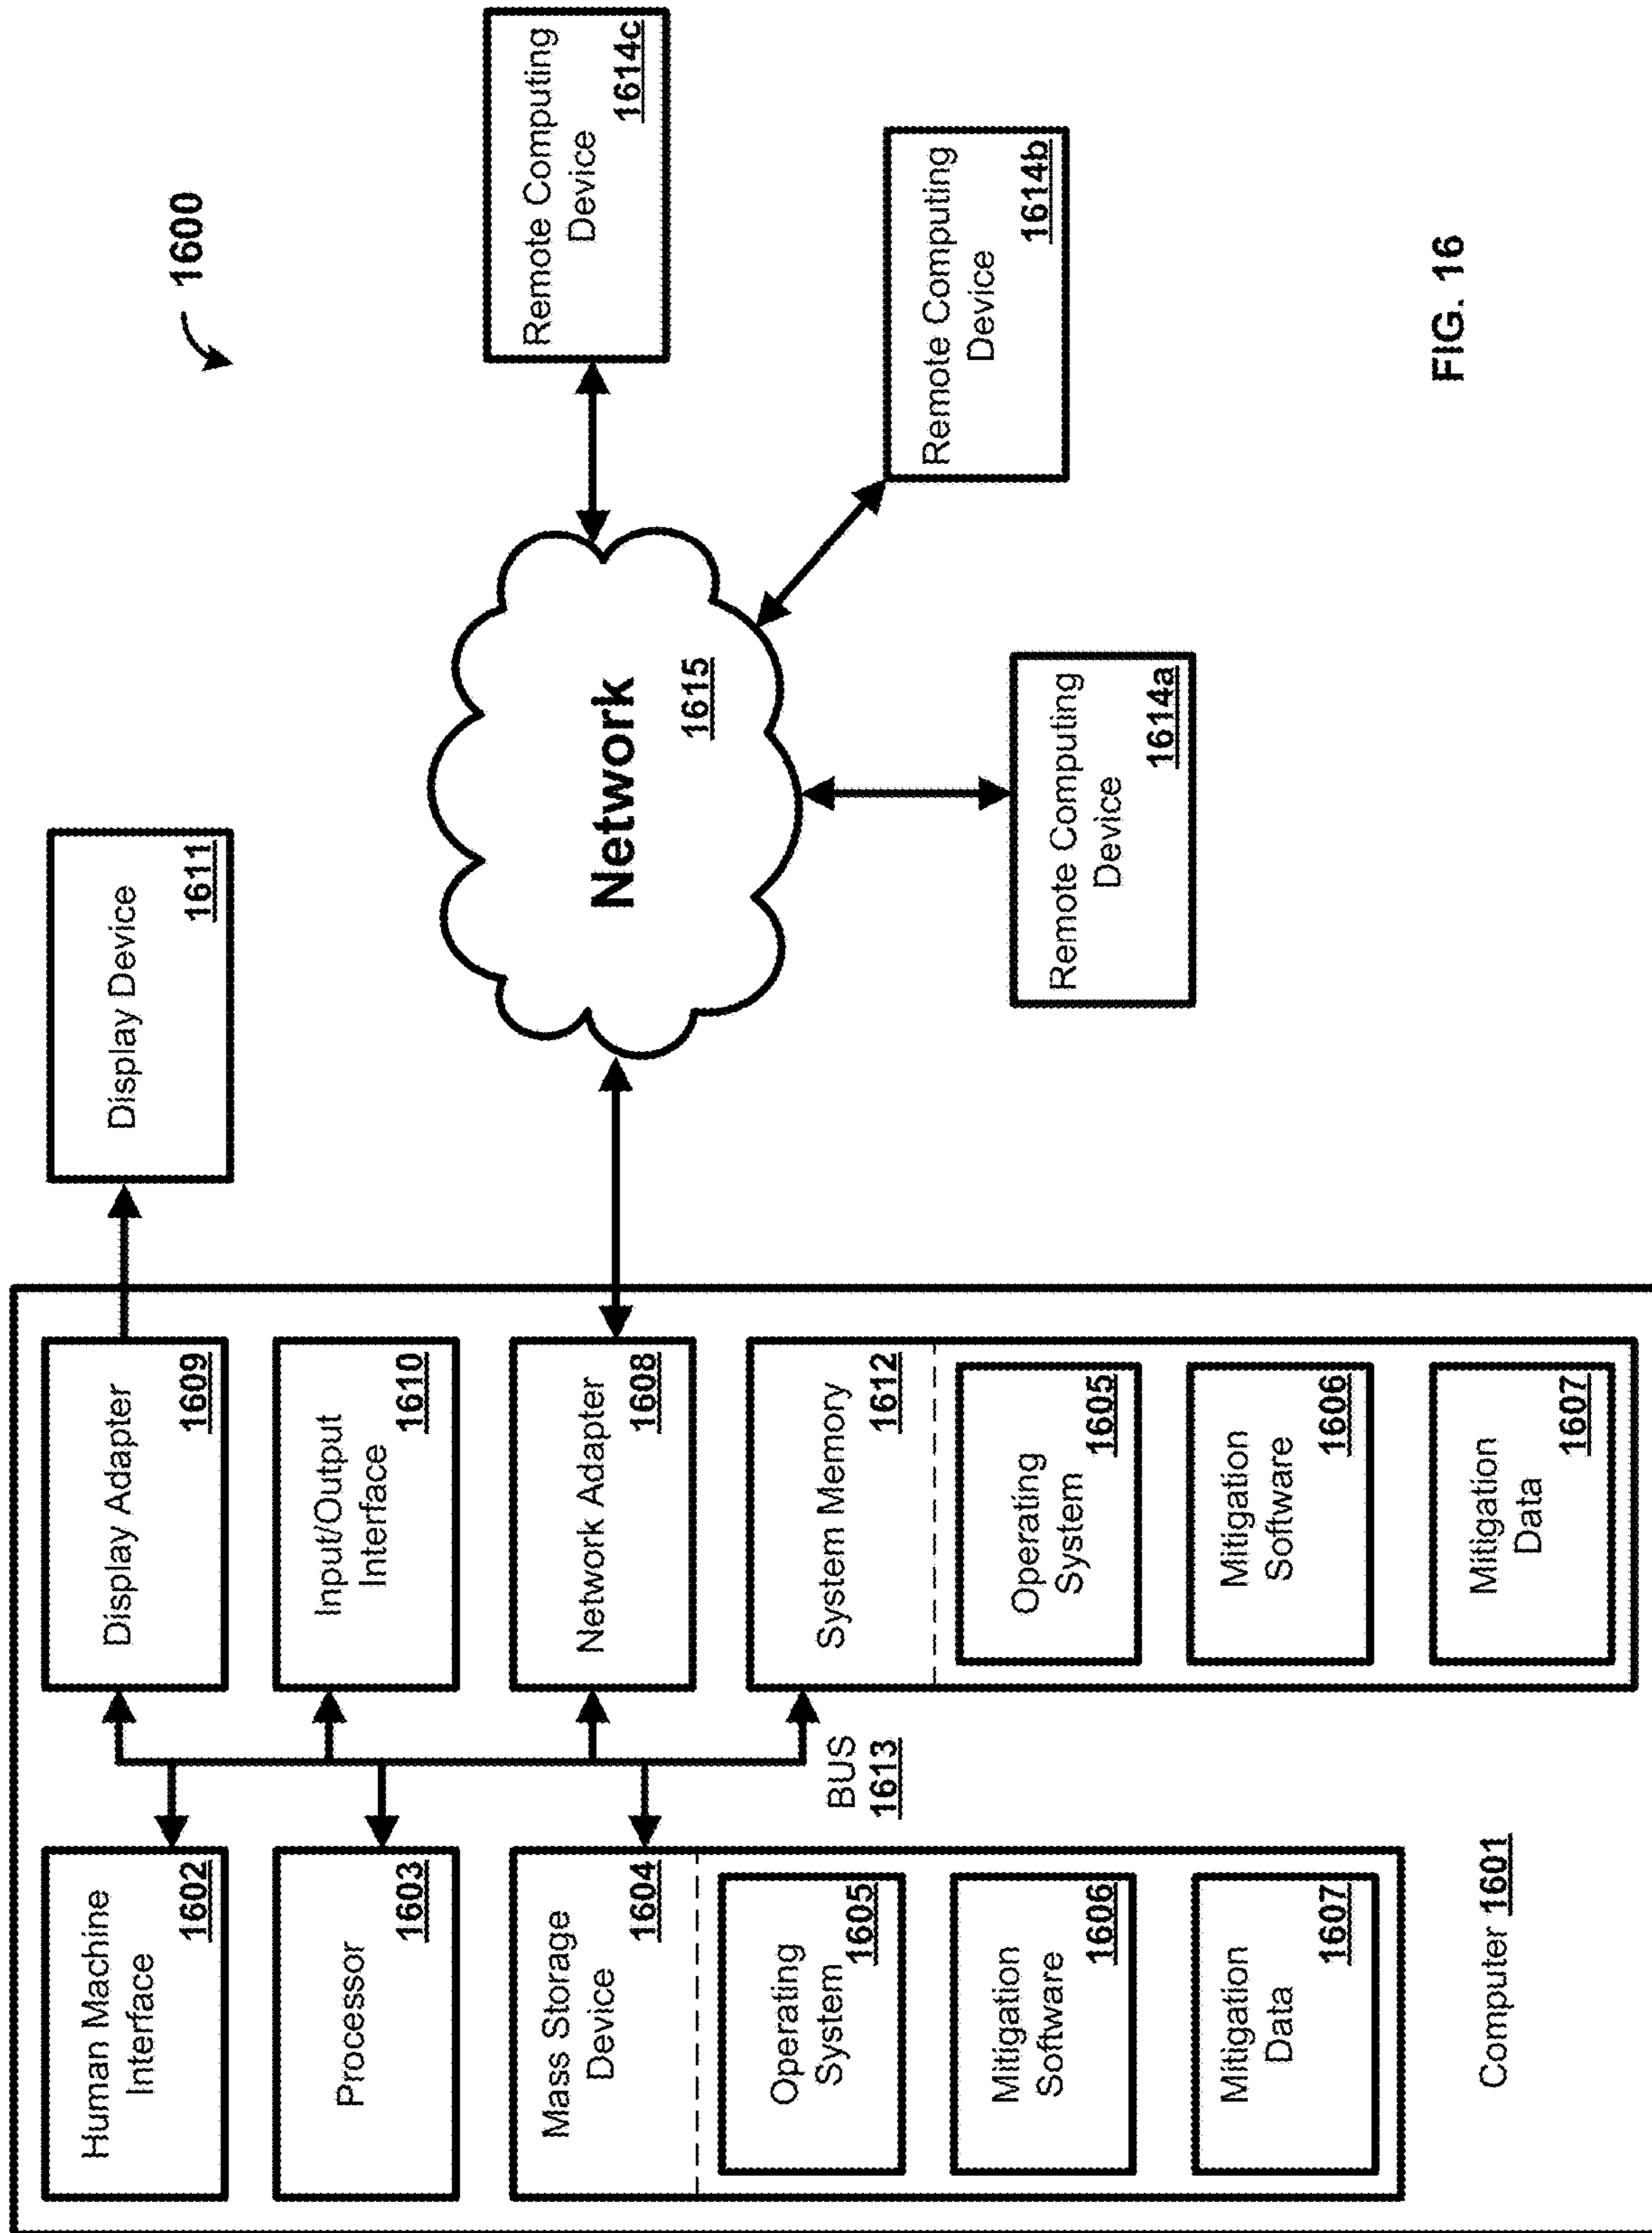 1600
Human Machine
Interface
1602
Processor
1603
Mass Storage
Device
1604
Operating
System
1605
Mitigation
Software
1606
Mitigation
Data
1607
Computer 1601
BUS
1613
Display Adapter
1609
Input/Output
Interface
1610
Network Adapter
1608
System Memory
1612
Operating
System
1605
Mitigation
Software
1606
Mitigation
Data
1607
Display Device
1611
Network
1615
Remote Computing
Device
1614a
Remote Computing
Device
1614b
Remote Computing
Device
1614c
FIG. 16